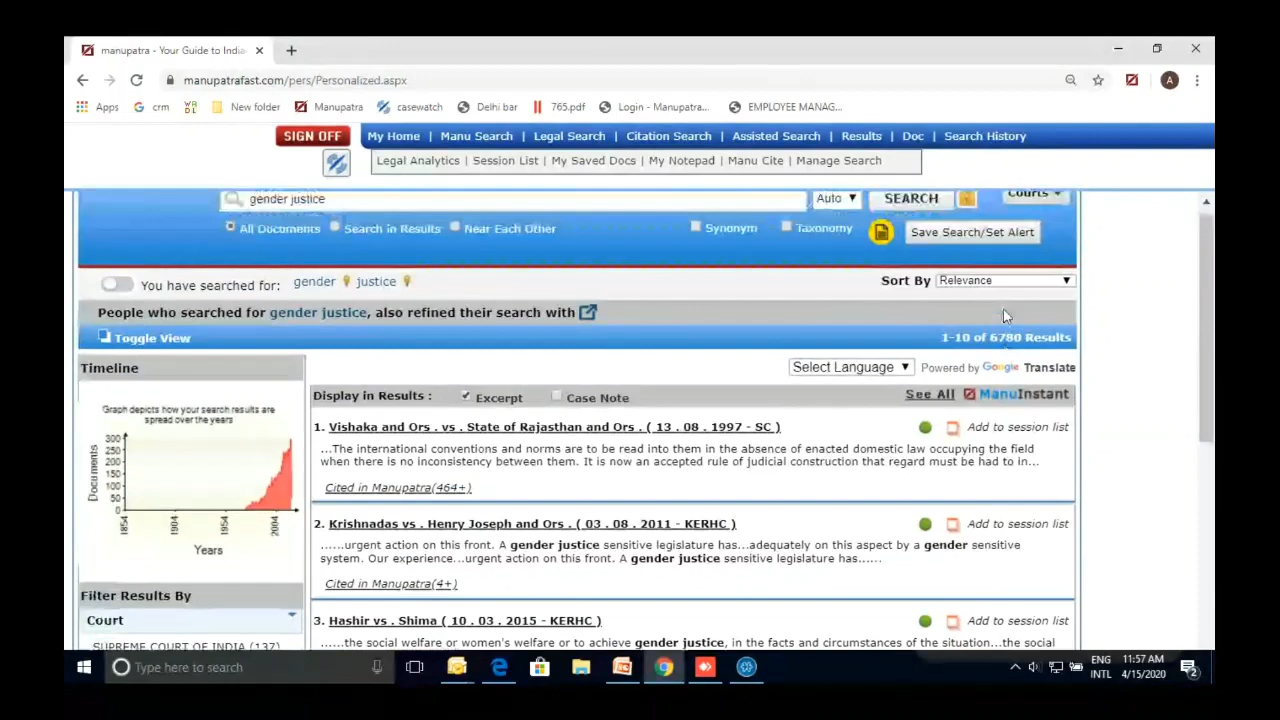 manupatra - Your Guide to India
manupatrafast.com/pers/Personalized.aspx
A
Apps crm New folder Manupatra casewatch Delhi bar 765.pdf Login - Manupatra... EMPLOYEE MANAG...
SIGN OFF My Home | Manu Search | Legal Search | Citation Search | Assisted Search | Results | Doc | Search History
Legal Analytics | Session List | My Saved Docs | My Notepad | Manu Cite | Manage Search
gender justice Auto SEARCH Courts
All Documents Search in Results Near Each Other Synonym Taxonomy Save Search/Set Alert
You have searched for: gender justice Sort By Relevance
People who searched for gender justice, also refined their search with
Toggle View 1-10 of 6780 Results
Timeline
Graph depicts how your search results are
spread over the years
300
250
200
150
100
50
0
Documents
1854 1904 1954 2004
Years
Filter Results By
Court
SUPREME COURT OF INDIA (137)
Select Language Powered by Google Translate
Display in Results : Excerpt Case Note See All ManuInstant
1. Vishaka and Ors . vs . State of Rajasthan and Ors . ( 13 . 08 . 1997 - SC ) Add to session list
...The international conventions and norms are to be read into them in the absence of enacted domestic law occupying the field
when there is no inconsistency between them. It is now an accepted rule of judicial construction that regard must be had to in...
Cited in Manupatra(464+)
2. Krishnadas vs . Henry Joseph and Ors . ( 03 . 08 . 2011 - KERHC ) Add to session list
......urgent action on this front. A gender justice sensitive legislature has...adequately on this aspect by a gender sensitive
system. Our experience...urgent action on this front. A gender justice sensitive legislature has......
Cited in Manupatra(4+)
3. Hashir vs . Shima ( 10 . 03 . 2015 - KERHC ) Add to session list
...the social welfare or women's welfare or to achieve gender justice, in the facts and circumstances of the situation...the social
Type here to search
ENG 11:57 AM
INTL 4/15/2020
2